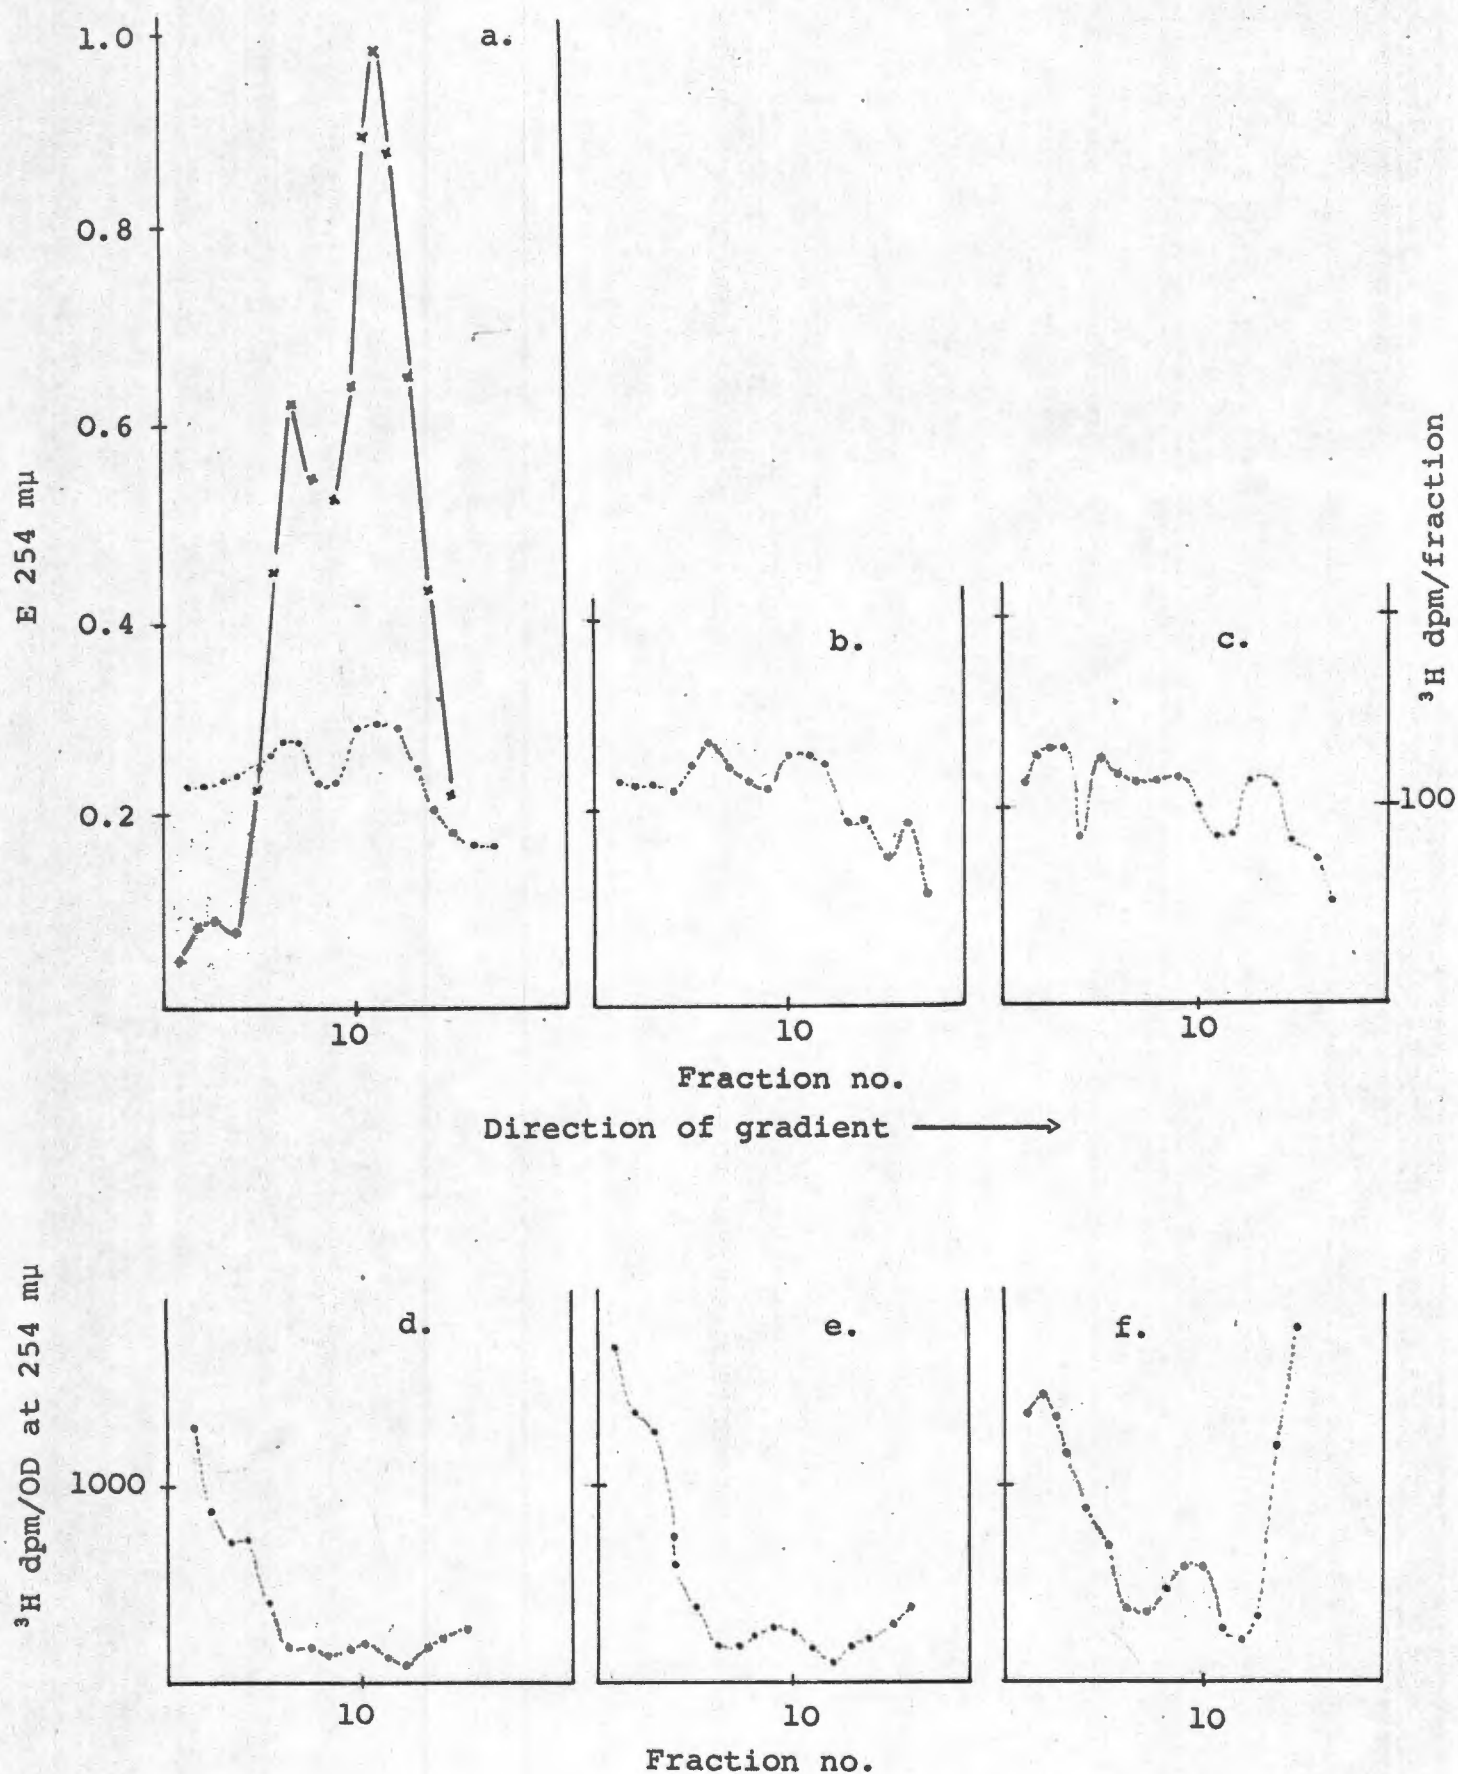 a.
1.0
0.8
0.6
0.4
0.2
E 254 mμ
10
b.
10
c.
10
100
³H dpm/fraction
Fraction no.
Direction of gradient
d.
1000
³H dpm/OD at 254 mμ
10
e.
10
f.
10
Fraction no.